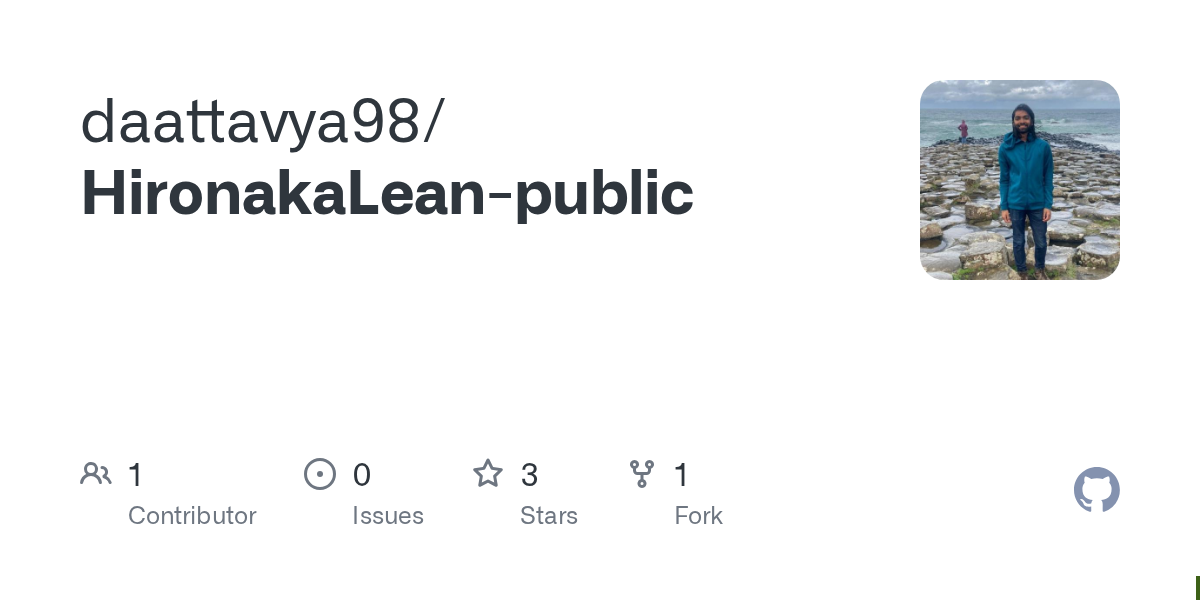 daattavya98/
HironakaLean-public
1
Contributor
0
Issues
3
Stars
1
Fork